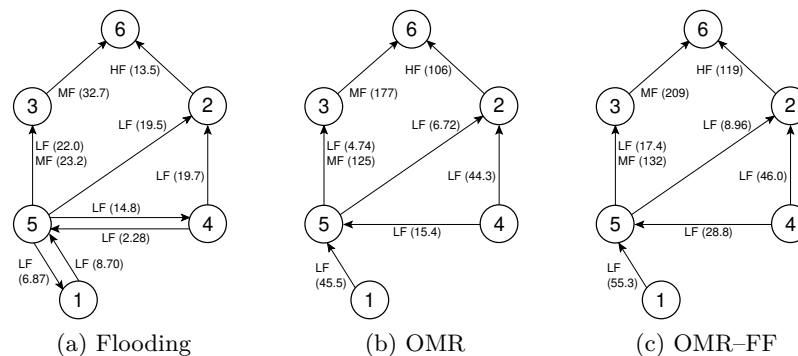 6
HF (13.5)
MF (32.7)
3
2
LF (19.5)
LF (22.0)
MF (23.2)
LF (19.7)
5
LF (14.8)
4
LF (2.28)
LF
(6.87)
LF (8.70)
1
(a) Flooding
6
HF (106)
MF (177)
3
2
LF (6.72)
LF (4.74)
MF (125)
LF (44.3)
5
4
LF (15.4)
LF
(45.5)
1
(b) OMR
6
HF (119)
MF (209)
3
2
LF (8.96)
LF (17.4)
MF (132)
LF (46.0)
5
4
LF (28.8)
LF
(55.3)
1
(c) OMR–FF